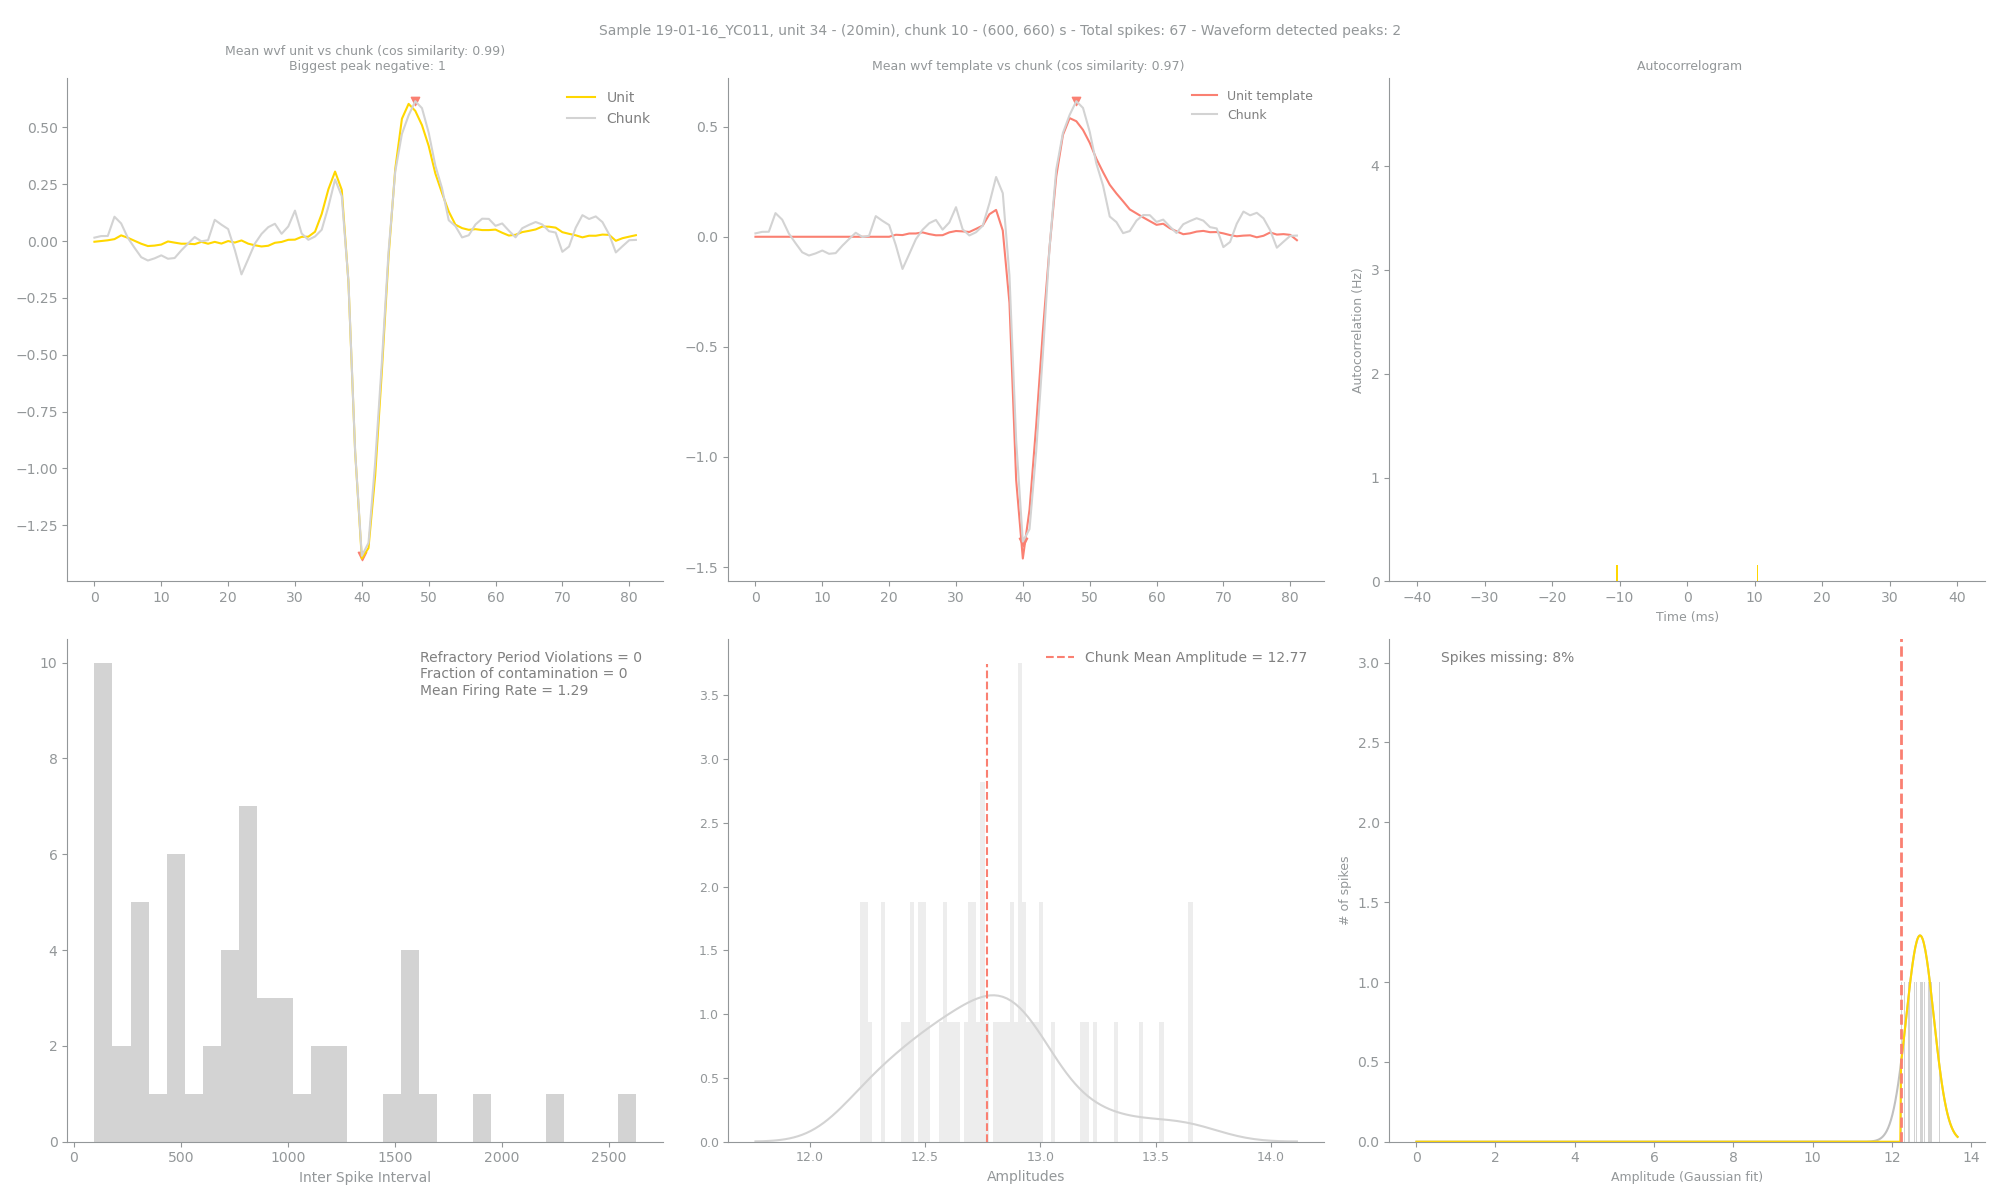 Sample 19-01-16_YC011, unit 34 - (20min), chunk 10 - (600, 660) s - Total spikes: 67 - Waveform detected peaks: 2
Mean wvf unit vs chunk (cos similarity: 0.99)
Biggest peak negative: 1
Unit
Chunk
0.50
0.25
0.00
−0.25
−0.50
−0.75
−1.00
−1.25
0 10 20 30 40 50 60 70 80
Mean wvf template vs chunk (cos similarity: 0.97)
Unit template
Chunk
0.5
0.0
−0.5
−1.0
−1.5
0 10 20 30 40 50 60 70 80
Autocorrelogram
Autocorrelation (Hz)
4
3
2
1
0
−40 −30 −20 −10 0 10 20 30 40
Time (ms)
Refractory Period Violations = 0
Fraction of contamination = 0
Mean Firing Rate = 1.29
10
8
6
4
2
0
0 500 1000 1500 2000 2500
Inter Spike Interval
Chunk Mean Amplitude = 12.77
3.5
3.0
2.5
2.0
1.5
1.0
0.5
0.0
12.0 12.5 13.0 13.5 14.0
Amplitudes
Spikes missing: 8%
# of spikes
3.0
2.5
2.0
1.5
1.0
0.5
0.0
0 2 4 6 8 10 12 14
Amplitude (Gaussian fit)